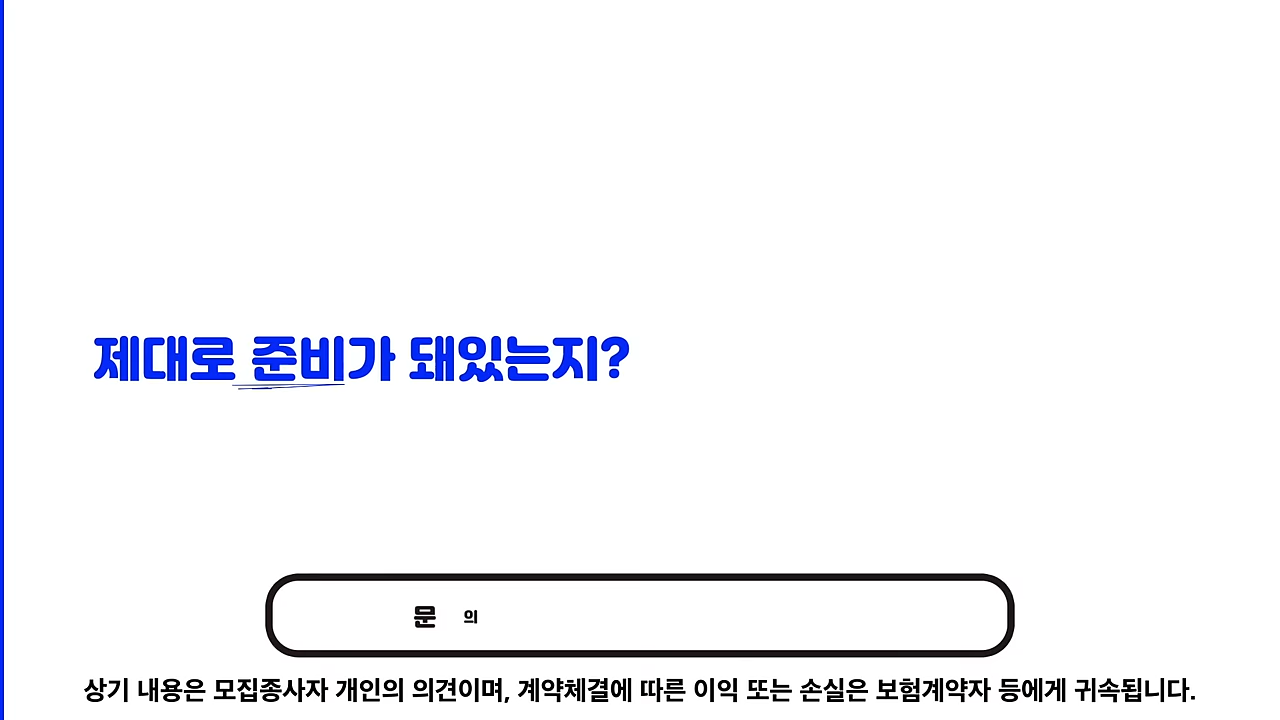 제대로 준비가 돼있는지?
문 의
상기 내용은 모집종사자 개인의 의견이며, 계약체결에 따른 이익 또는 손실은 보험계약자 등에게 귀속됩니다.